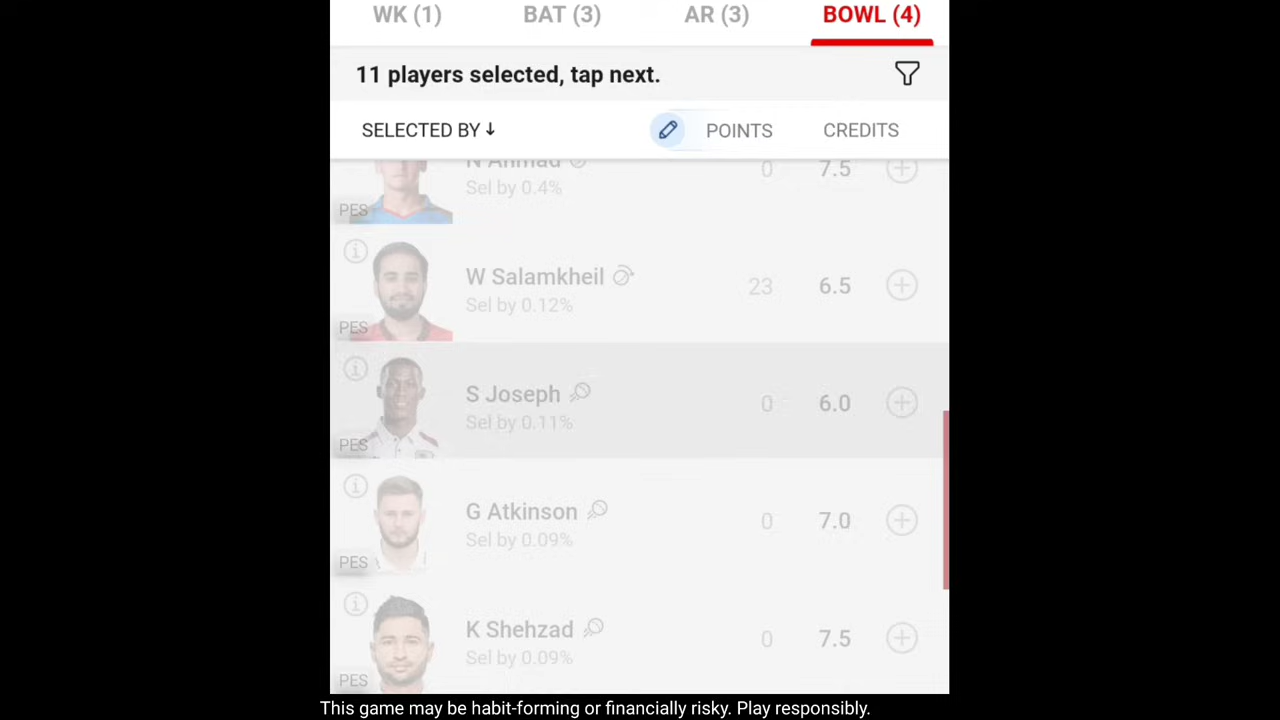 WK (1) BAT (3) AR (3) BOWL (4)
11 players selected, tap next.
SELECTED BY ↓ POINTS CREDITS
N Ahmad
Sel by 0.4% 0 7.5
PES
W Salamkheil
Sel by 0.12% 23 6.5
PES
S Joseph
Sel by 0.11% 0 6.0
PES
G Atkinson
Sel by 0.09% 0 7.0
PES
K Shehzad
Sel by 0.09% 0 7.5
PES
This game may be habit-forming or financially risky. Play responsibly.